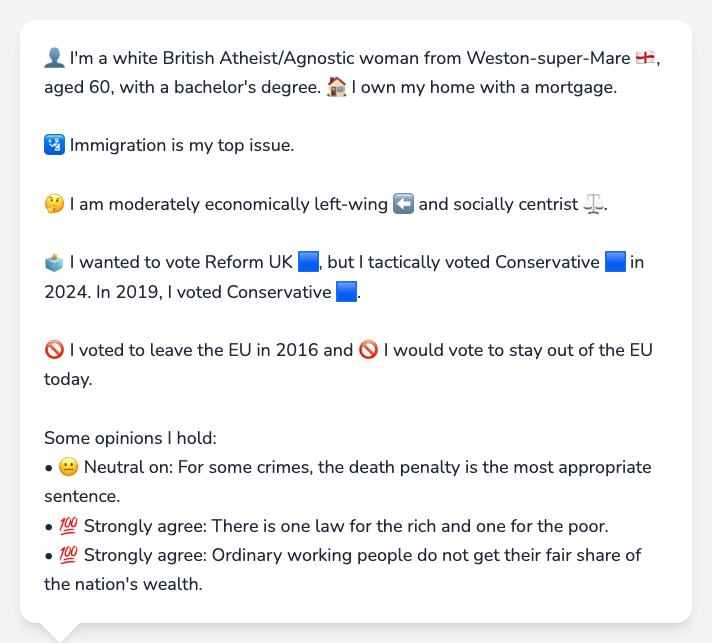 👤 I'm a white British Atheist/Agnostic woman from Weston-super-Mare 🏴󠁧󠁢󠁥󠁮󠁧󠁿,
aged 60, with a bachelor's degree. 🏠 I own my home with a mortgage.
🛂 Immigration is my top issue.
🤔 I am moderately economically left-wing ⬅️ and socially centrist ⚖️.
🗳️ I wanted to vote Reform UK 🟦, but I tactically voted Conservative 🟦 in
2024. In 2019, I voted Conservative 🟦.
🚫 I voted to leave the EU in 2016 and 🚫 I would vote to stay out of the EU
today.
Some opinions I hold:
• 😐 Neutral on: For some crimes, the death penalty is the most appropriate
sentence.
• 💯 Strongly agree: There is one law for the rich and one for the poor.
• 💯 Strongly agree: Ordinary working people do not get their fair share of
the nation's wealth.